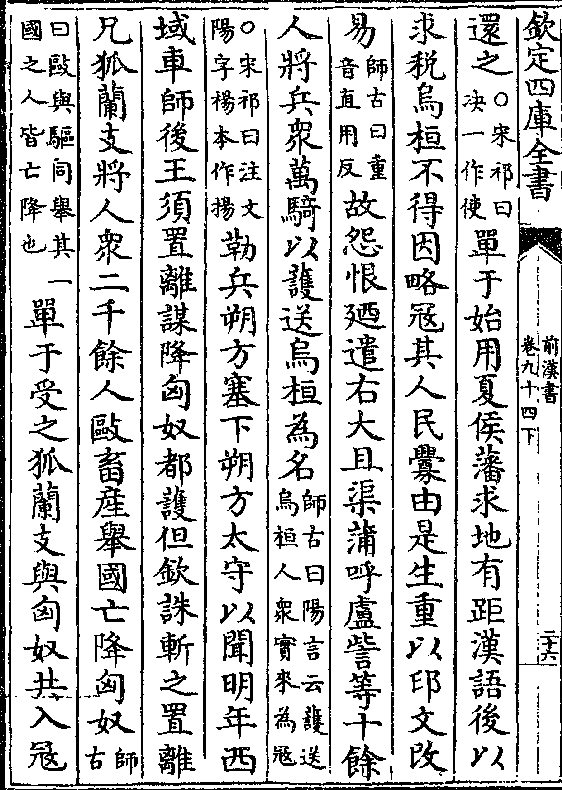 欽定四庫全書
前漢書
卷九十四下
二十六
還之○宋祁曰決一作使單于始用夏侯藩求地有距漢語後以
求税烏桓不得因略冦其人民釁由是生重以印文改
易師古曰重音直用反故怨恨廼遣右大且渠蒲呼盧訾等十餘
人將兵衆萬騎以護送烏桓為名師古曰陽言云護送烏桓人衆實來為冦
○宋祁曰注文陽字楊本作揚勒兵朔方塞下朔方太守以聞明年西
域車師後王須置離謀降匈奴都護但欽誅斬之置離
兄狐蘭支將人衆二千餘人敺畜産舉國亡降匈奴師古
曰敺與驅同舉其一國之人皆亡降也單于受之狐蘭支與匈奴共入冦